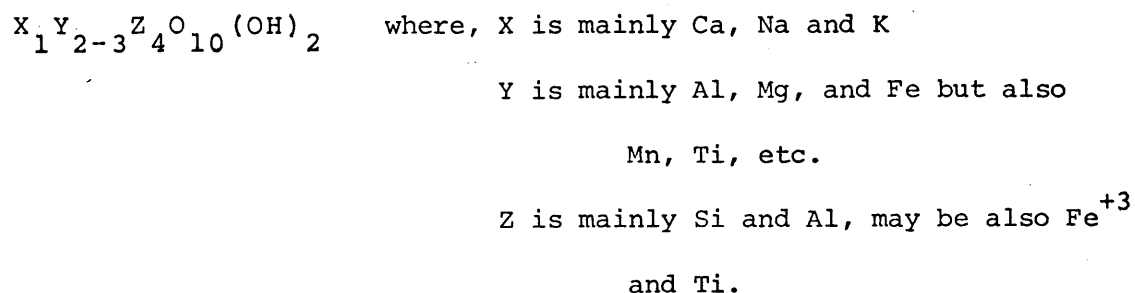 X₁Y₂₋₃Z₄O₁₀(OH)₂ where, X is mainly Ca, Na and K
Y is mainly Al, Mg, and Fe but also
Mn, Ti, etc.
Z is mainly Si and Al, may be also Fe⁺³
and Ti.